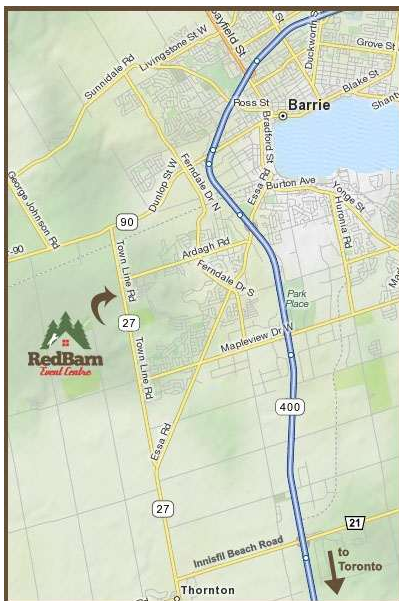 Bayfield St
Livingstone St W
Duckworth St
Grove St
Sunnidale Rd
Blake St
Ross St
Barrie
Shanty
Bradford St
Ferndale Dr N
Dunlop St W
Essa Rd
Burton Ave
Yonge St
Huronia Rd
George Johnson Rd
90
-90
Town Line Rd
Ardagh Rd
Ferndale Dr S
Park
Place
27
RedBarn
Event Centre
Town Line Rd
Mapleview Dr W
400
Essa Rd
27
21
Innisfil Beach Road
to
Toronto
Thornton